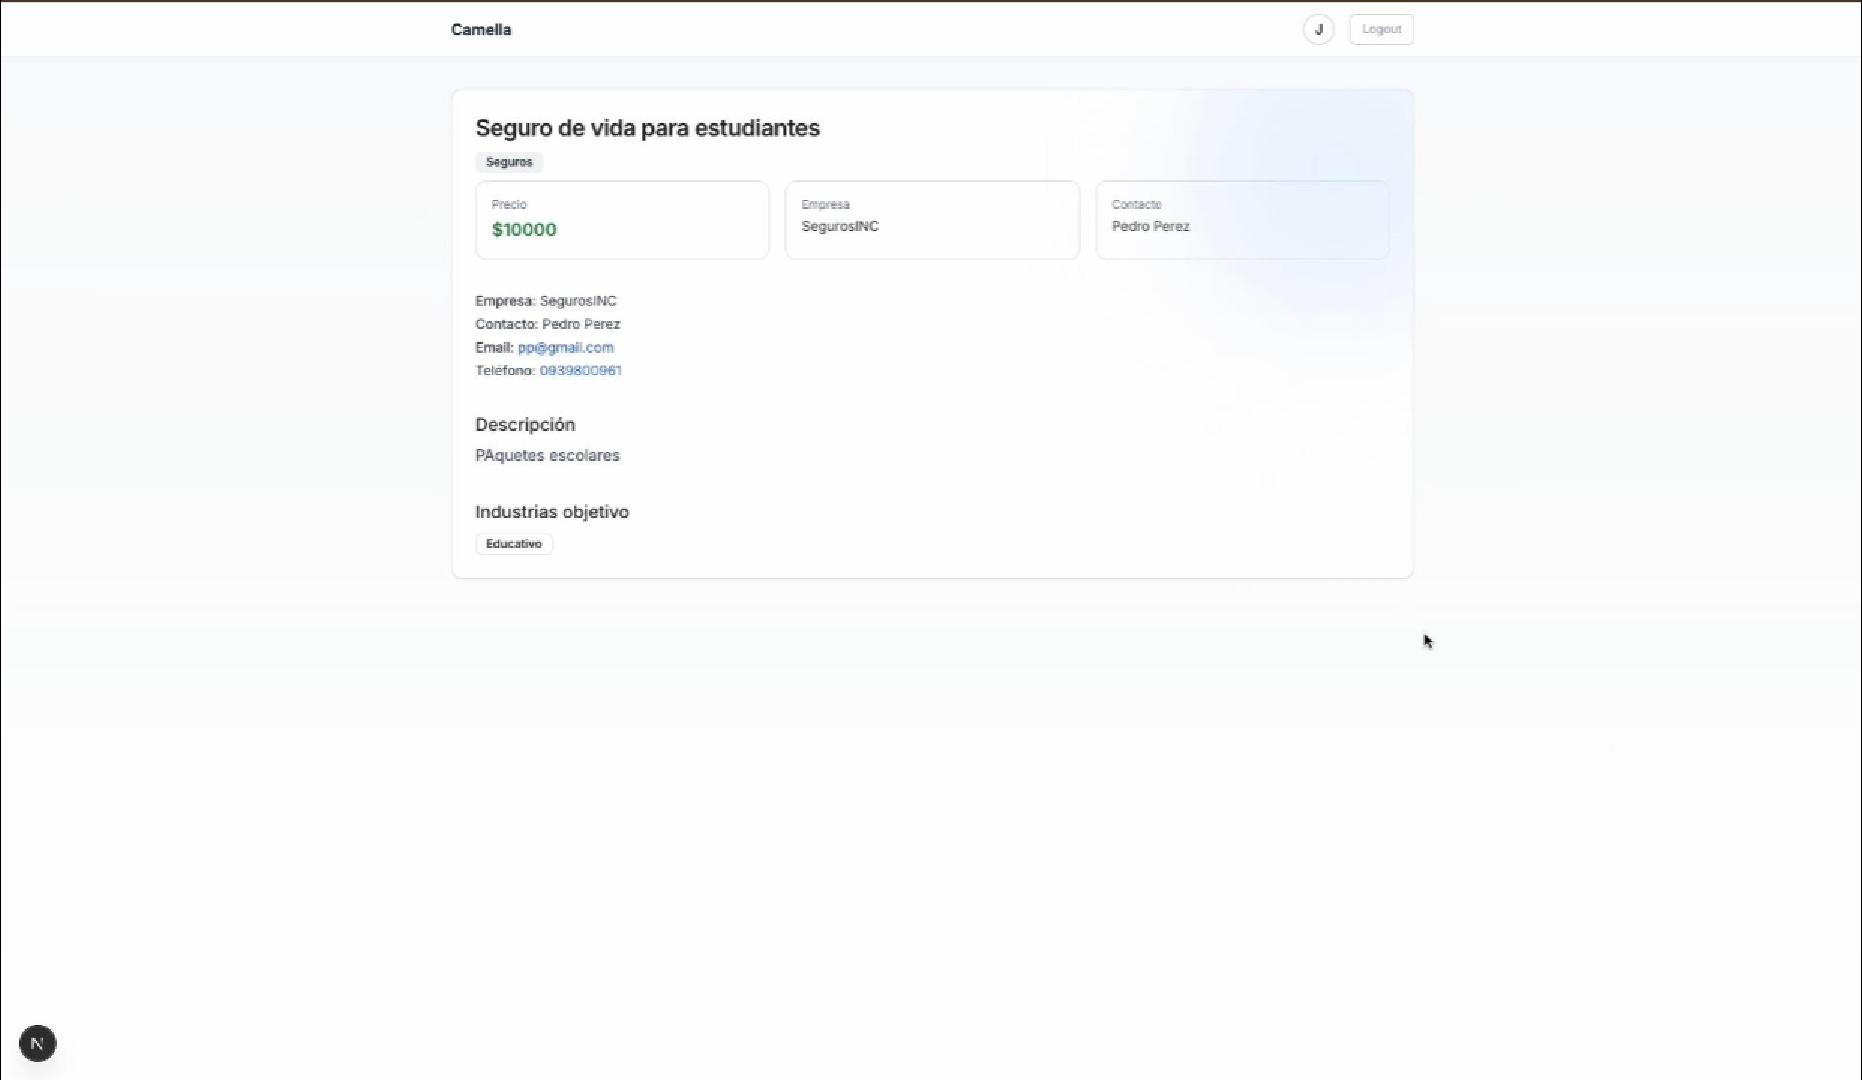 Camella
J
Logout
Seguro de vida para estudiantes
Seguros
Precio
$10000
Empresa
SegurosINC
Contacto
Pedro Perez
Empresa: SegurosINC
Contacto: Pedro Perez
Email: pp@gmail.com
Teléfono: 0939800961
Descripción
PAquetes escolares
Industrias objetivo
Educativo
N